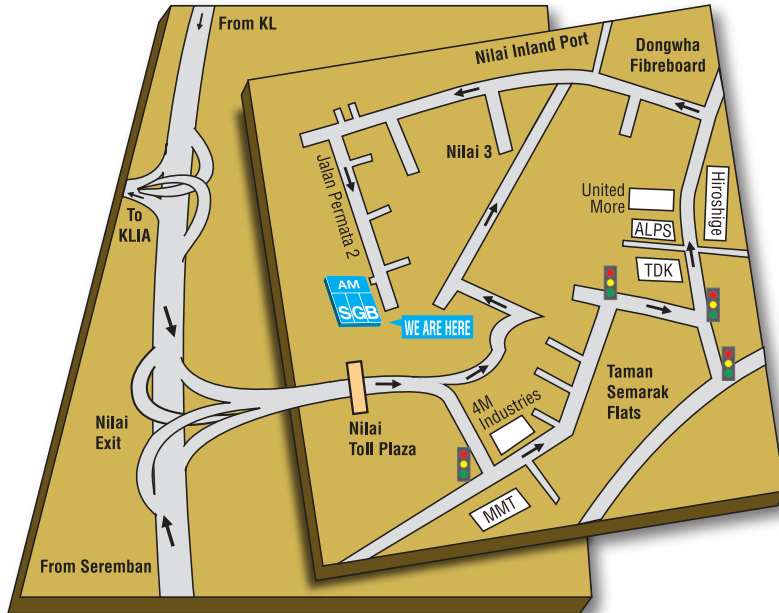 From KL
Nilai Inland Port
Dongwha
Fibreboard
Nilai 3
Jalan Permata 2
United
More
Hiroshige
ALPS
TDK
To
KLIA
AM
SGB
WE ARE HERE
Nilai
Exit
Nilai
Toll Plaza
4M
Industries
Taman
Semarak
Flats
MMT
From Seremban